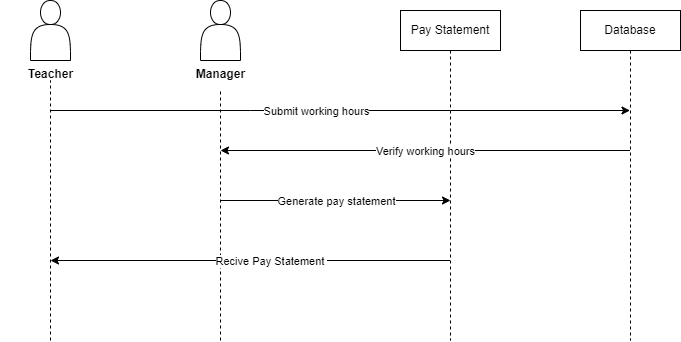 Pay Statement
Database
Teacher
Manager
Submit working hours
Verify working hours
Generate pay statement
Recive Pay Statement